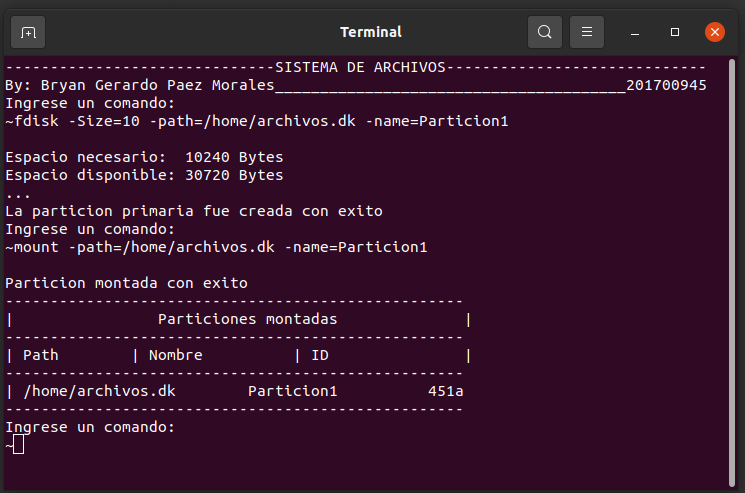 Terminal
------------------------------SISTEMA DE ARCHIVOS-----------------------------
By: Bryan Gerardo Paez Morales_______________________________________201700945
Ingrese un comando:
~fdisk -Size=10 -path=/home/archivos.dk -name=Particion1
Espacio necesario:  10240 Bytes
Espacio disponible: 30720 Bytes
...
La particion primaria fue creada con exito
Ingrese un comando:
~mount -path=/home/archivos.dk -name=Particion1
Particion montada con exito
---------------------------------------------------
|                Particiones montadas              |
---------------------------------------------------
| Path        | Nombre          | ID               |
---------------------------------------------------
| /home/archivos.dk        Particion1          451a
---------------------------------------------------
Ingrese un comando:
~